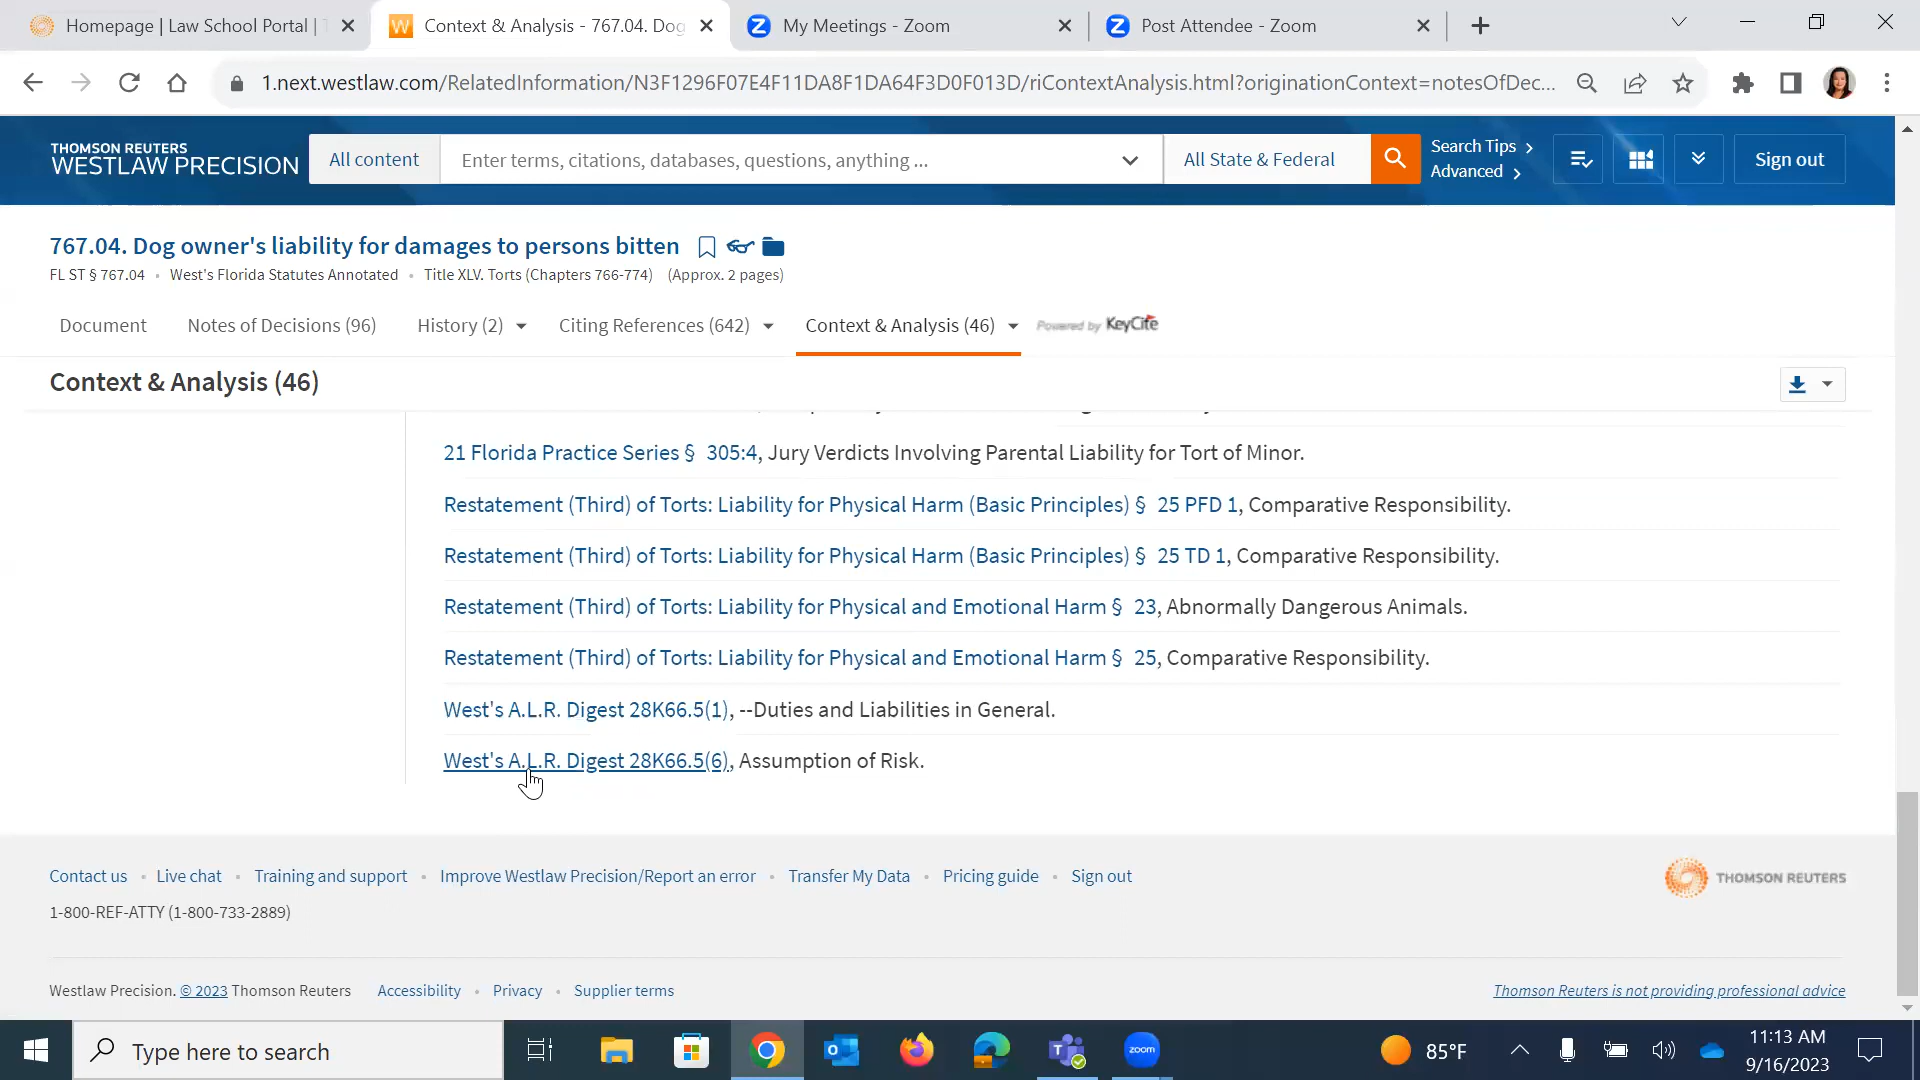 Homepage | Law School Portal |
Context & Analysis - 767.04. Dog
My Meetings - Zoom
Post Attendee - Zoom
1.next.westlaw.com/RelatedInformation/N3F1296F07E4F11DA8F1DA64F3D0F013D/riContextAnalysis.html?originationContext=notesOfDec...
THOMSON REUTERS
WESTLAW PRECISION
All content
Enter terms, citations, databases, questions, anything ...
All State & Federal
Search Tips
Advanced
Sign out
767.04. Dog owner's liability for damages to persons bitten
FL ST § 767.04 • West's Florida Statutes Annotated • Title XLV. Torts (Chapters 766-774) (Approx. 2 pages)
Document
Notes of Decisions (96)
History (2)
Citing References (642)
Context & Analysis (46)
Powered by KeyCite
Context & Analysis (46)
21 Florida Practice Series § 305:4, Jury Verdicts Involving Parental Liability for Tort of Minor.
Restatement (Third) of Torts: Liability for Physical Harm (Basic Principles) § 25 PFD 1, Comparative Responsibility.
Restatement (Third) of Torts: Liability for Physical Harm (Basic Principles) § 25 TD 1, Comparative Responsibility.
Restatement (Third) of Torts: Liability for Physical and Emotional Harm § 23, Abnormally Dangerous Animals.
Restatement (Third) of Torts: Liability for Physical and Emotional Harm § 25, Comparative Responsibility.
West's A.L.R. Digest 28K66.5(1), --Duties and Liabilities in General.
West's A.L.R. Digest 28K66.5(6), Assumption of Risk.
Contact us • Live chat • Training and support • Improve Westlaw Precision/Report an error • Transfer My Data • Pricing guide • Sign out
THOMSON REUTERS
1-800-REF-ATTY (1-800-733-2889)
Westlaw Precision. © 2023 Thomson Reuters Accessibility • Privacy • Supplier terms
Thomson Reuters is not providing professional advice
Type here to search
zoom
85°F
11:13 AM
9/16/2023